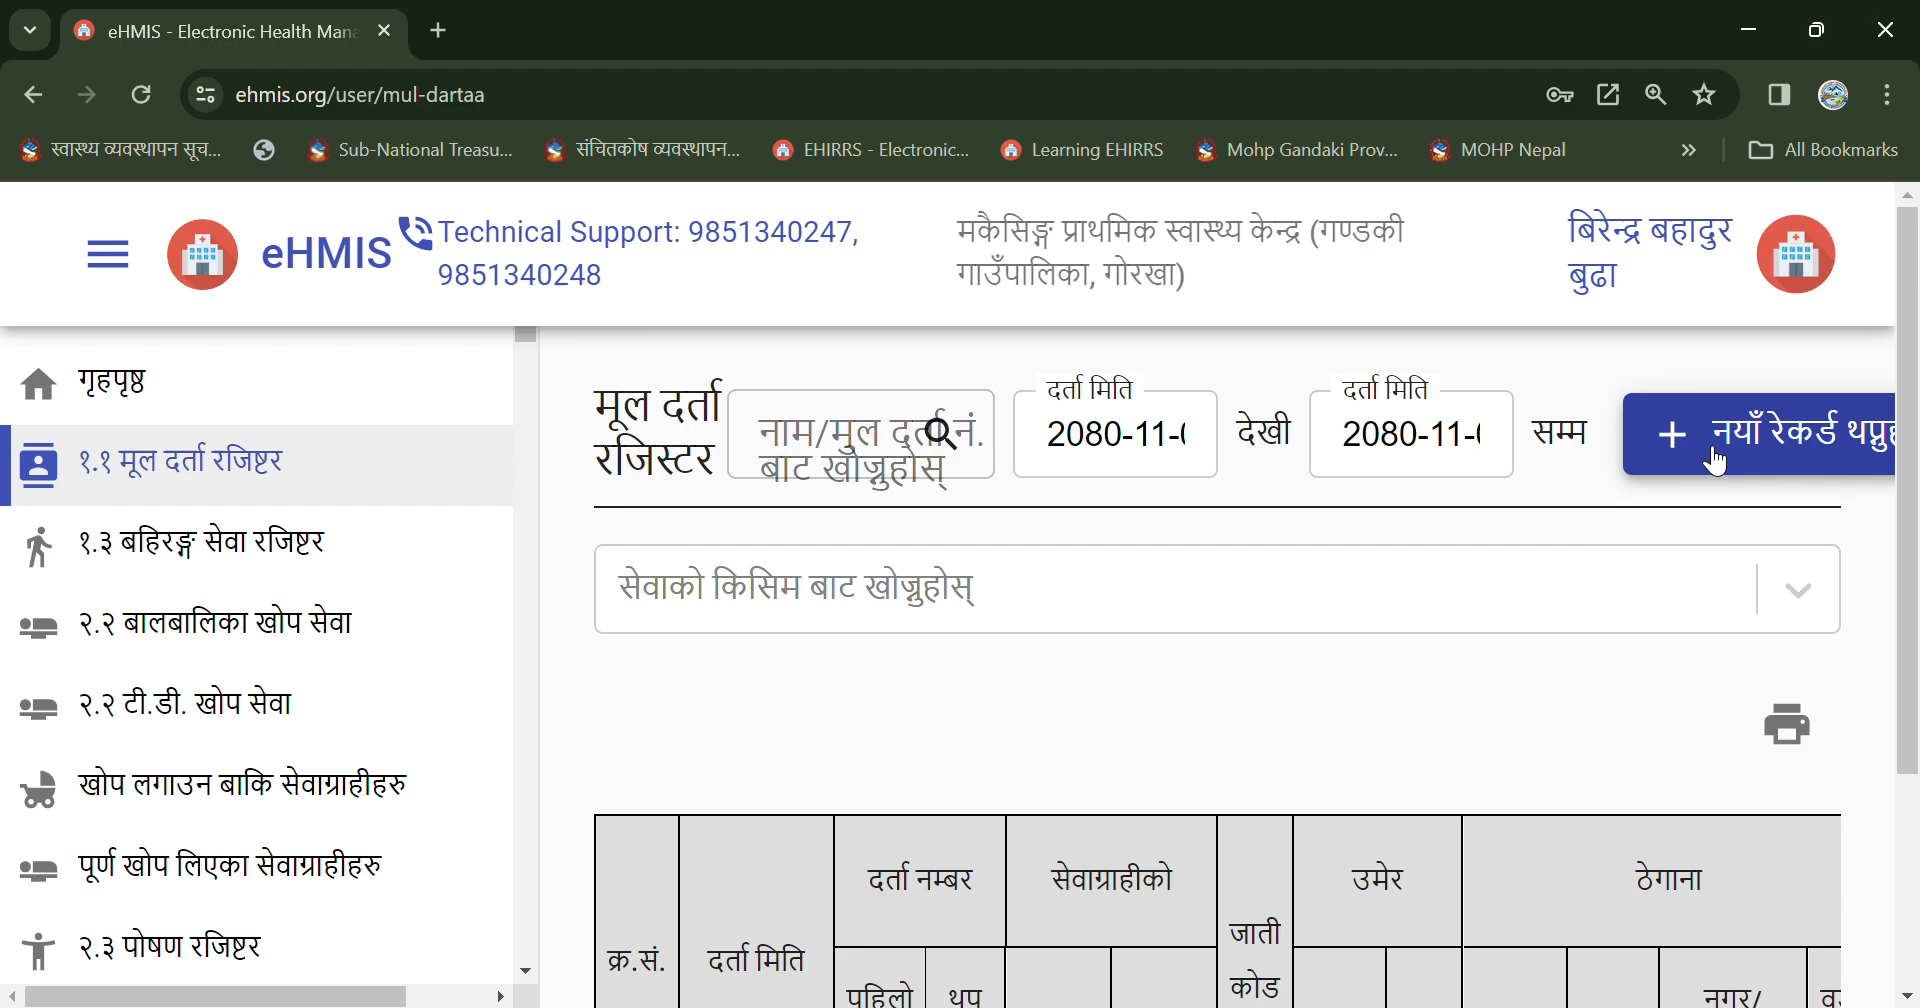 eHMIS - Electronic Health Mana
ehmis.org/user/mul-dartaa
स्वास्थ्य व्यवस्थापन सूच...
Sub-National Treasu...
संचितकोष व्यवस्थापन...
EHIRRS - Electronic...
Learning EHIRRS
Mohp Gandaki Prov...
MOHP Nepal
»
All Bookmarks
eHMIS
Technical Support: 9851340247,
9851340248
मकैसिङ्ग प्राथमिक स्वास्थ्य केन्द्र (गण्डकी
गाउँपालिका, गोरखा)
बिरेन्द्र बहादुर
बुढा
गृहपृष्ठ
१.१ मूल दर्ता रजिष्टर
१.३ बहिरङ्ग सेवा रजिष्टर
२.२ बालबालिका खोप सेवा
२.२ टी.डी. खोप सेवा
खोप लगाउन बाकि सेवाग्राहीहरु
पूर्ण खोप लिएका सेवाग्राहीहरु
२.३ पोषण रजिष्टर
मूल दर्ता
रजिस्टर
नाम/मुल दर्ता नं.
बाट खोज्नुहोस्
दर्ता मिति
2080-11-
देखी
दर्ता मिति
2080-11-
सम्म
+ नयाँ रेकर्ड थप्नुह
सेवाको किसिम बाट खोज्नुहोस्
क्र.सं.
दर्ता मिति
दर्ता नम्बर
पहिलो
थप
सेवाग्राहीको
जाती
कोड
उमेर
ठेगाना
नगर/